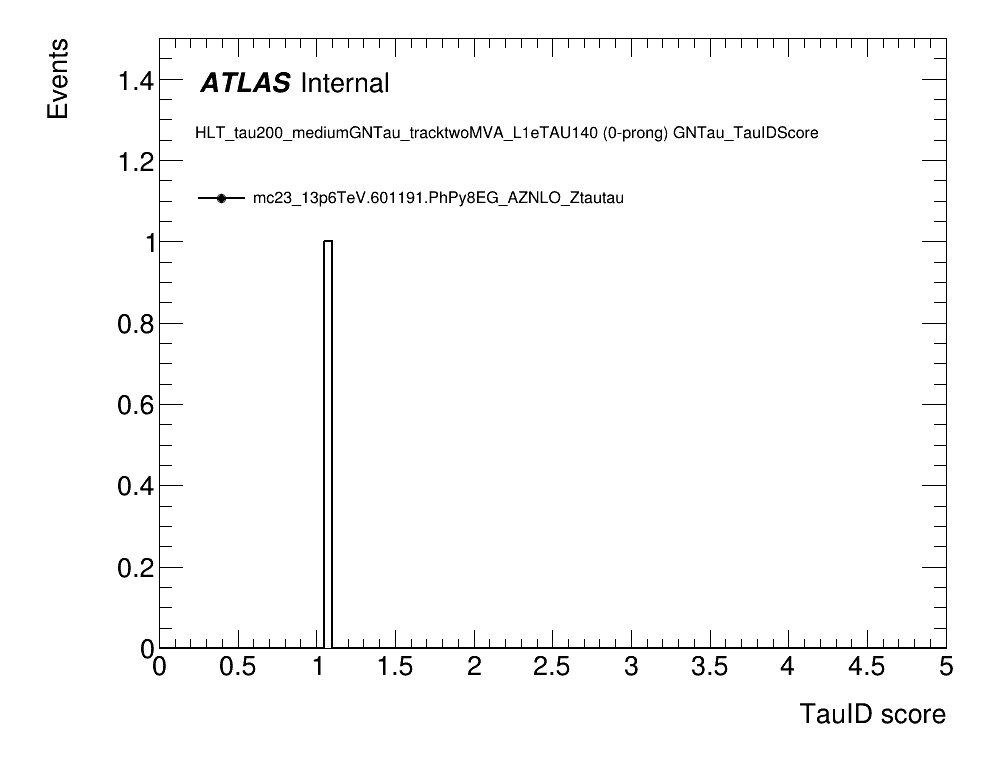 Events
ATLAS Internal
HLT_tau200_mediumGNTau_tracktwoMVA_L1eTAU140 (0-prong) GNTau_TauIDScore
mc23_13p6TeV.601191.PhPy8EG_AZNLO_Ztautau
1.4
1.2
1
0.8
0.6
0.4
0.2
0
0 0.5 1 1.5 2 2.5 3 3.5 4 4.5 5
TauID score